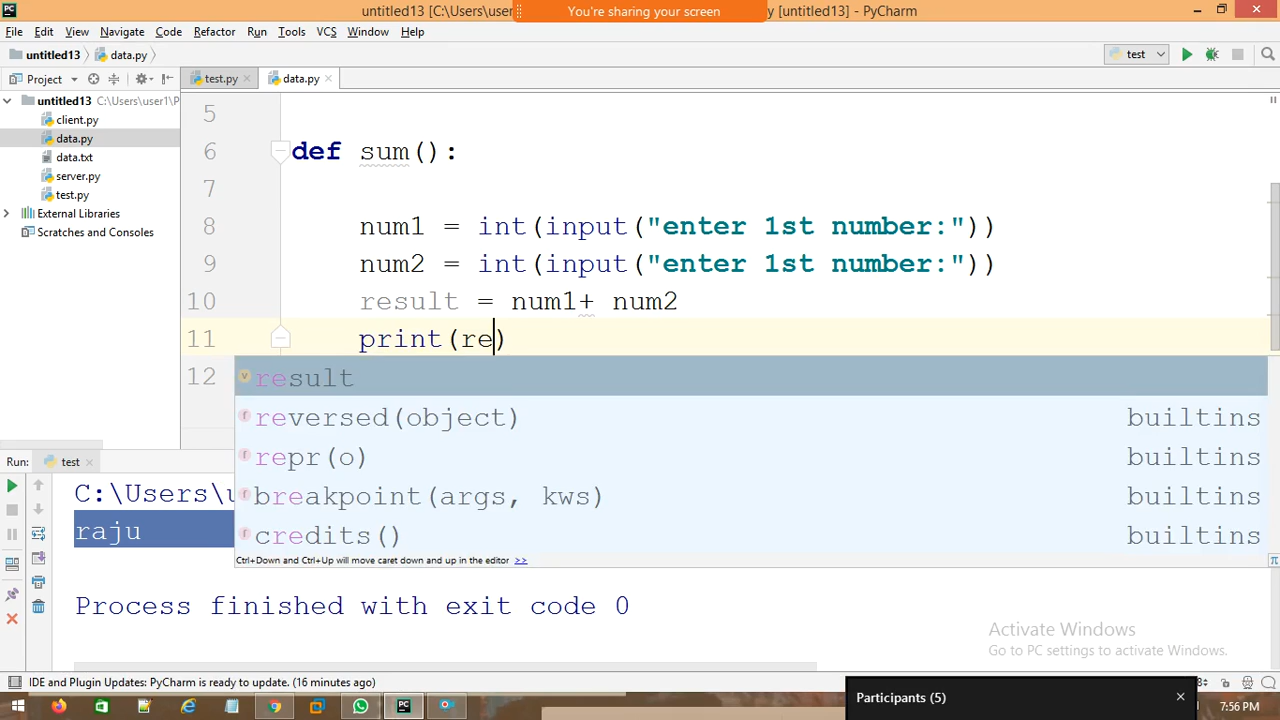 untitled13 [C:\Users\user
You're sharing your screen
y [untitled13] - PyCharm
File Edit View Navigate Code Refactor Run Tools VCS Window Help
untitled13 data.py
test
Project
test.py data.py
untitled13 C:\Users\user1\P
client.py
data.py
data.txt
server.py
test.py
External Libraries
Scratches and Consoles
5
6 def sum():
7
8 num1 = int(input("enter 1st number:"))
9 num2 = int(input("enter 1st number:"))
10 result = num1+ num2
11 print(re)
12
result
reversed(object) builtins
repr(o) builtins
breakpoint(args, kws) builtins
credits() builtins
Ctrl+Down and Ctrl+Up will move caret down and up in the editor >>
Run: test
C:\Users\u
raju
Process finished with exit code 0
Activate Windows
Go to PC settings to activate Windows.
IDE and Plugin Updates: PyCharm is ready to update. (16 minutes ago)
Participants (5)
7:56 PM